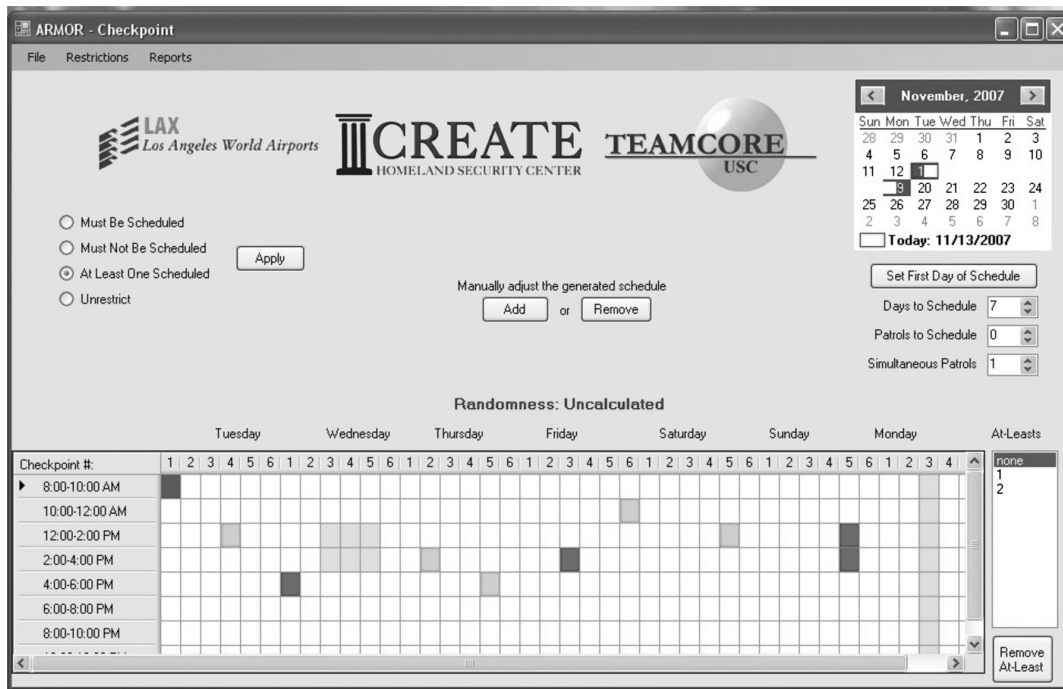 ARMOR - Checkpoint
File Restrictions Reports
LAX
Los Angeles World Airports
CREATE
HOMELAND SECURITY CENTER
TEAMCORE
USC
November, 2007
Sun Mon Tue Wed Thu Fri Sat
28 29 30 31 1 2 3
4 5 6 7 8 9 10
11 12 1
9 20 21 22 23 24
25 26 27 28 29 30 1
2 3 4 5 6 7 8
Today: 11/13/2007
Must Be Scheduled
Must Not Be Scheduled
At Least One Scheduled
Unrestrict
Apply
Manually adjust the generated schedule
Add or Remove
Set First Day of Schedule
Days to Schedule 7
Patrols to Schedule 0
Simultaneous Patrols 1
Randomness: Uncalculated
Tuesday Wednesday Thursday Friday Saturday Sunday Monday At-Leasts
Checkpoint #: 1 2 3 4 5 6 1 2 3 4 5 6 1 2 3 4 5 6 1 2 3 4 5 6 1 2 3 4 5 6 1 2 3 4 5 6 1 2 3 4
8:00-10:00 AM
10:00-12:00 AM
12:00-2:00 PM
2:00-4:00 PM
4:00-6:00 PM
6:00-8:00 PM
8:00-10:00 PM
none
1
2
Remove
At-Least